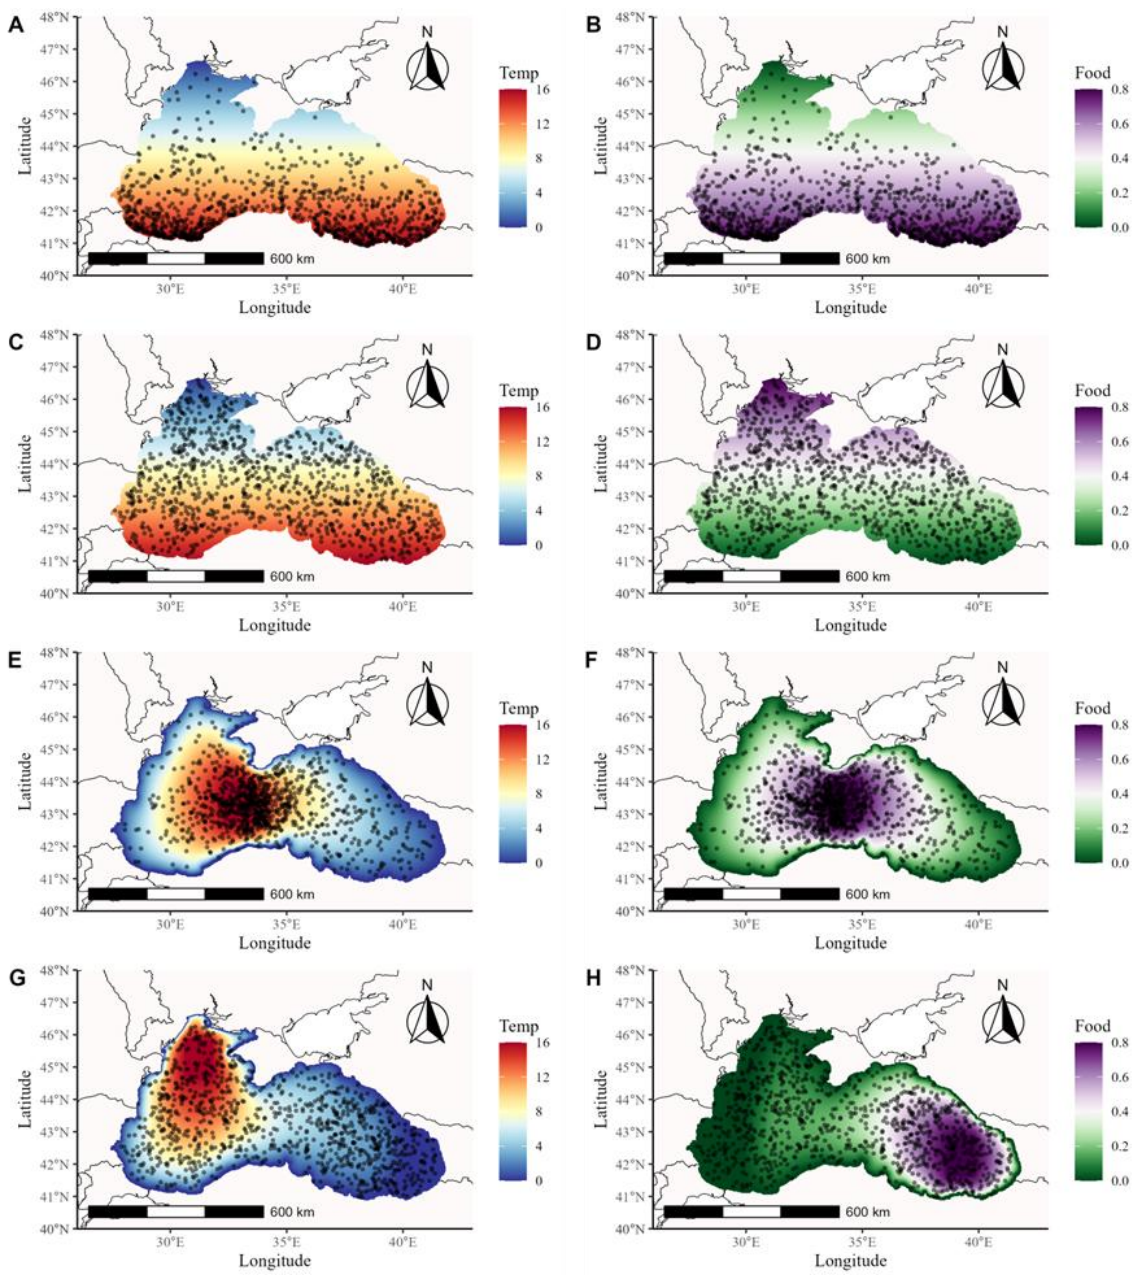 A
N
Temp
16
12
8
4
0
48°N
47°N
46°N
45°N
44°N
43°N
42°N
41°N
40°N
Latitude
600 km
30°E 35°E 40°E
Longitude
B
N
Food
0.8
0.6
0.4
0.2
0.0
48°N
47°N
46°N
45°N
44°N
43°N
42°N
41°N
40°N
Latitude
600 km
30°E 35°E 40°E
Longitude
C
N
Temp
16
12
8
4
0
48°N
47°N
46°N
45°N
44°N
43°N
42°N
41°N
40°N
Latitude
600 km
30°E 35°E 40°E
Longitude
D
N
Food
0.8
0.6
0.4
0.2
0.0
48°N
47°N
46°N
45°N
44°N
43°N
42°N
41°N
40°N
Latitude
600 km
30°E 35°E 40°E
Longitude
E
N
Temp
16
12
8
4
0
48°N
47°N
46°N
45°N
44°N
43°N
42°N
41°N
40°N
Latitude
600 km
30°E 35°E 40°E
Longitude
F
N
Food
0.8
0.6
0.4
0.2
0.0
48°N
47°N
46°N
45°N
44°N
43°N
42°N
41°N
40°N
Latitude
600 km
30°E 35°E 40°E
Longitude
G
N
Temp
16
12
8
4
0
48°N
47°N
46°N
45°N
44°N
43°N
42°N
41°N
40°N
Latitude
600 km
30°E 35°E 40°E
Longitude
H
N
Food
0.8
0.6
0.4
0.2
0.0
48°N
47°N
46°N
45°N
44°N
43°N
42°N
41°N
40°N
Latitude
600 km
30°E 35°E 40°E
Longitude